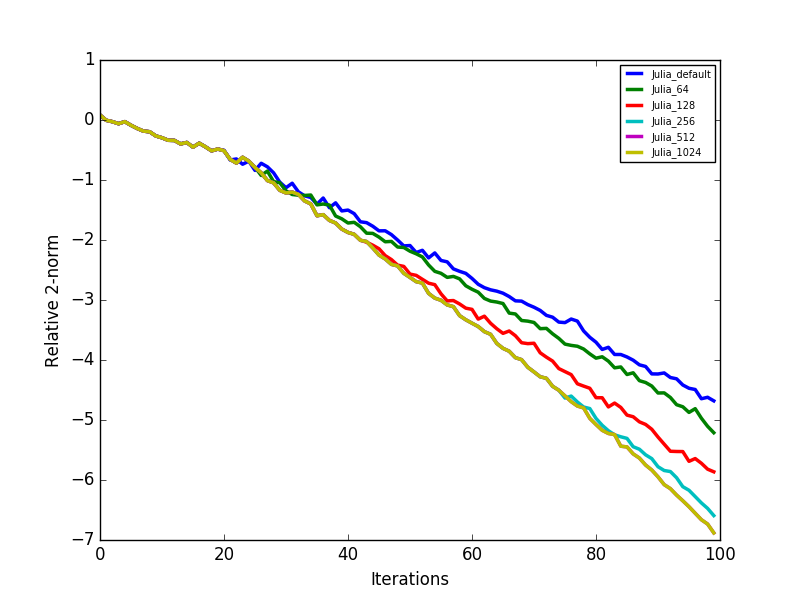 1
0
−1
−2
−3
−4
−5
−6
−7
Relative 2-norm
Julia_default
Julia_64
Julia_128
Julia_256
Julia_512
Julia_1024
0 20 40 60 80 100
Iterations